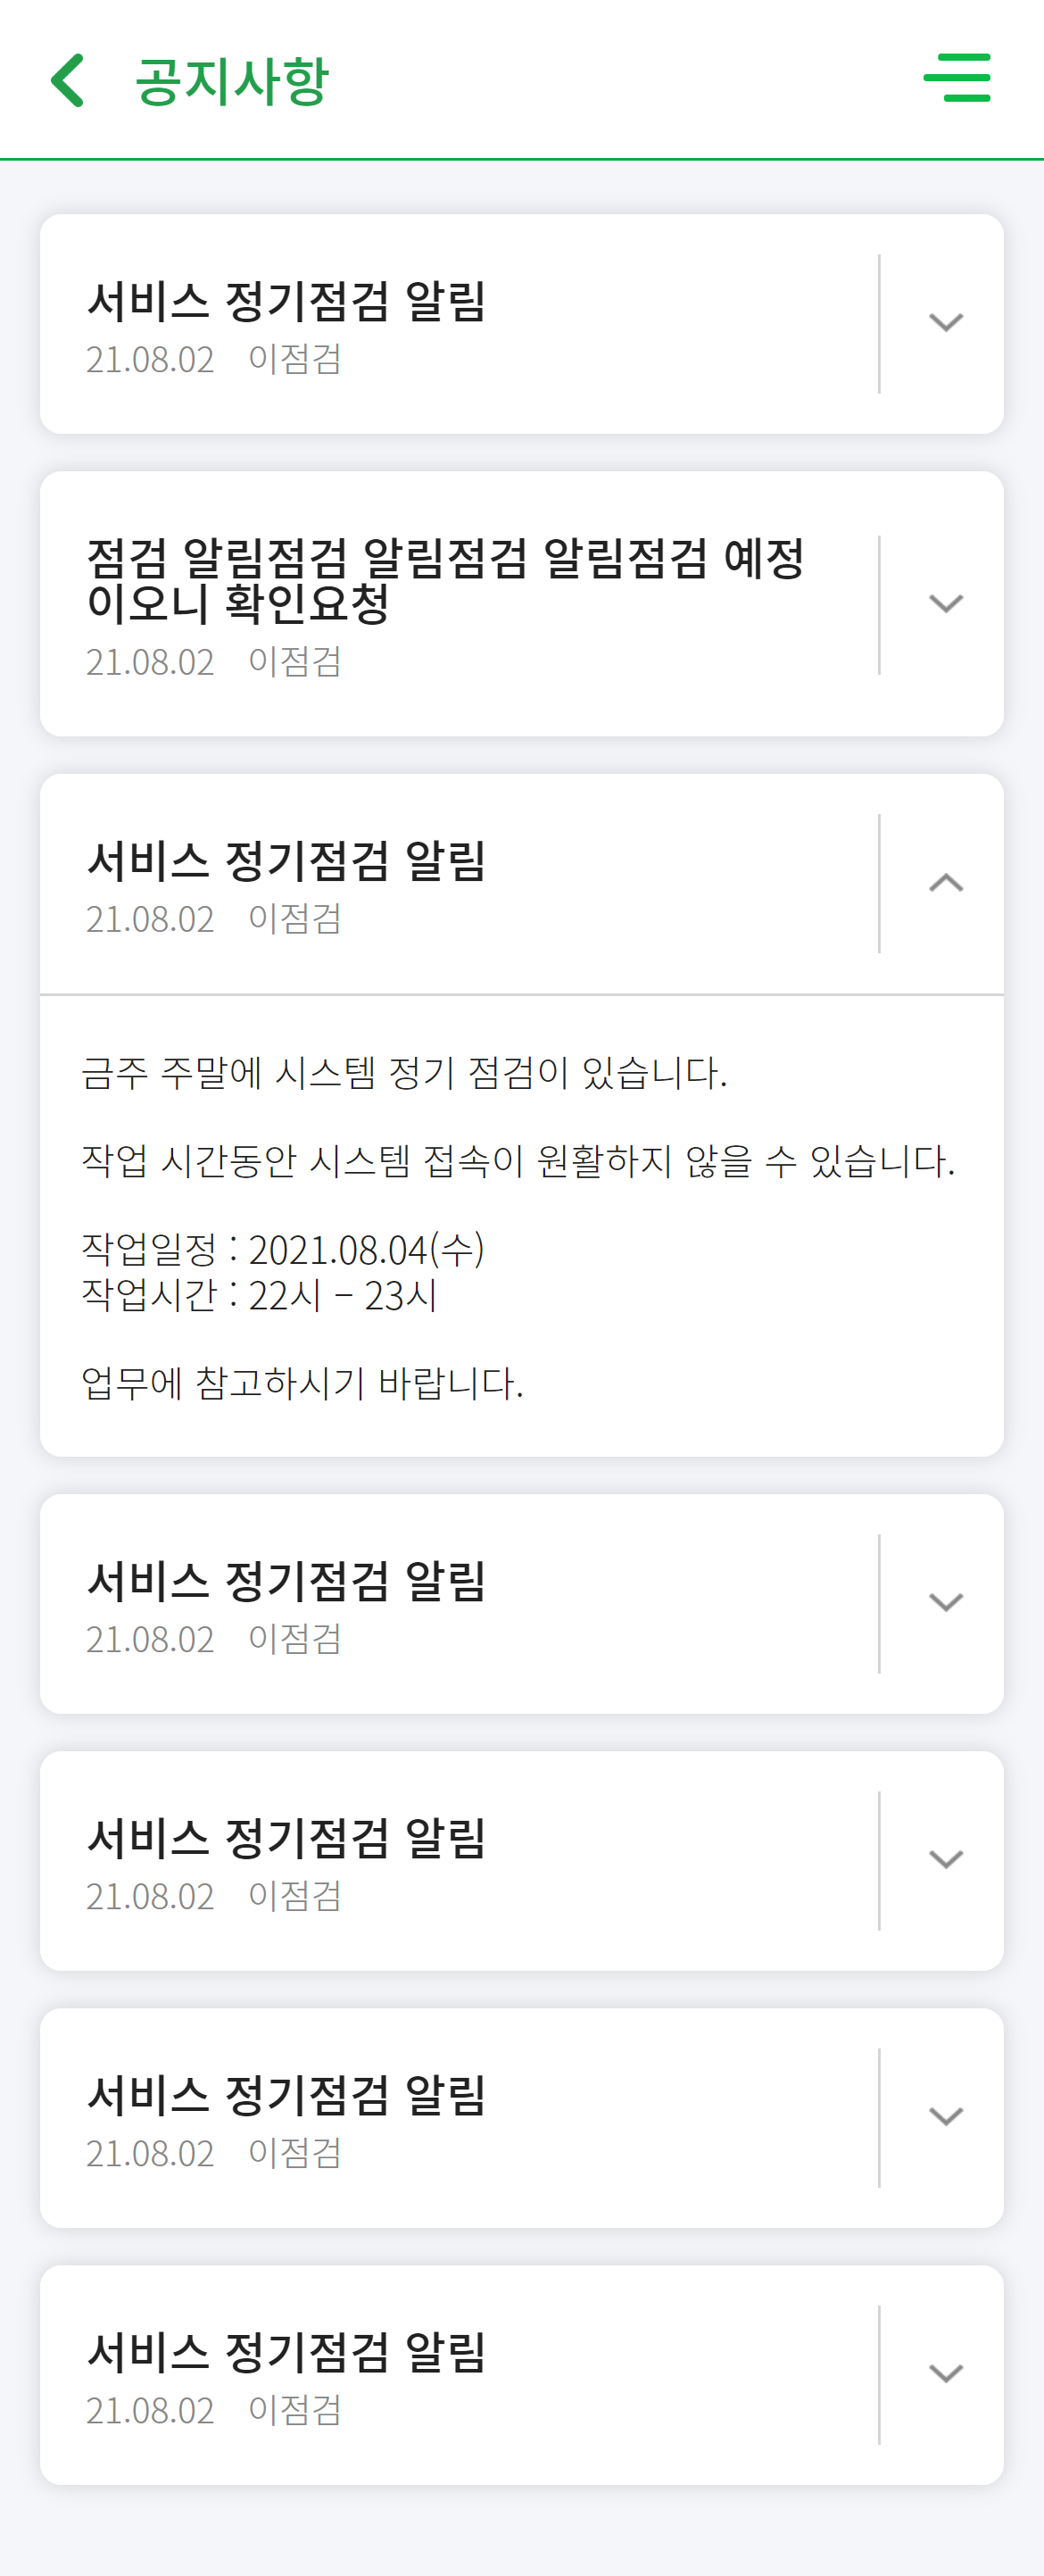 공지사항
서비스 정기점검 알림
21.08.02 이점검
점검 알림점검 알림점검 알림점검 예정
이오니 확인요청
21.08.02 이점검
서비스 정기점검 알림
21.08.02 이점검
금주 주말에 시스템 정기 점검이 있습니다.
작업 시간동안 시스템 접속이 원활하지 않을 수 있습니다.
작업일정 : 2021.08.04(수)
작업시간 : 22시 – 23시
업무에 참고하시기 바랍니다.
서비스 정기점검 알림
21.08.02 이점검
서비스 정기점검 알림
21.08.02 이점검
서비스 정기점검 알림
21.08.02 이점검
서비스 정기점검 알림
21.08.02 이점검